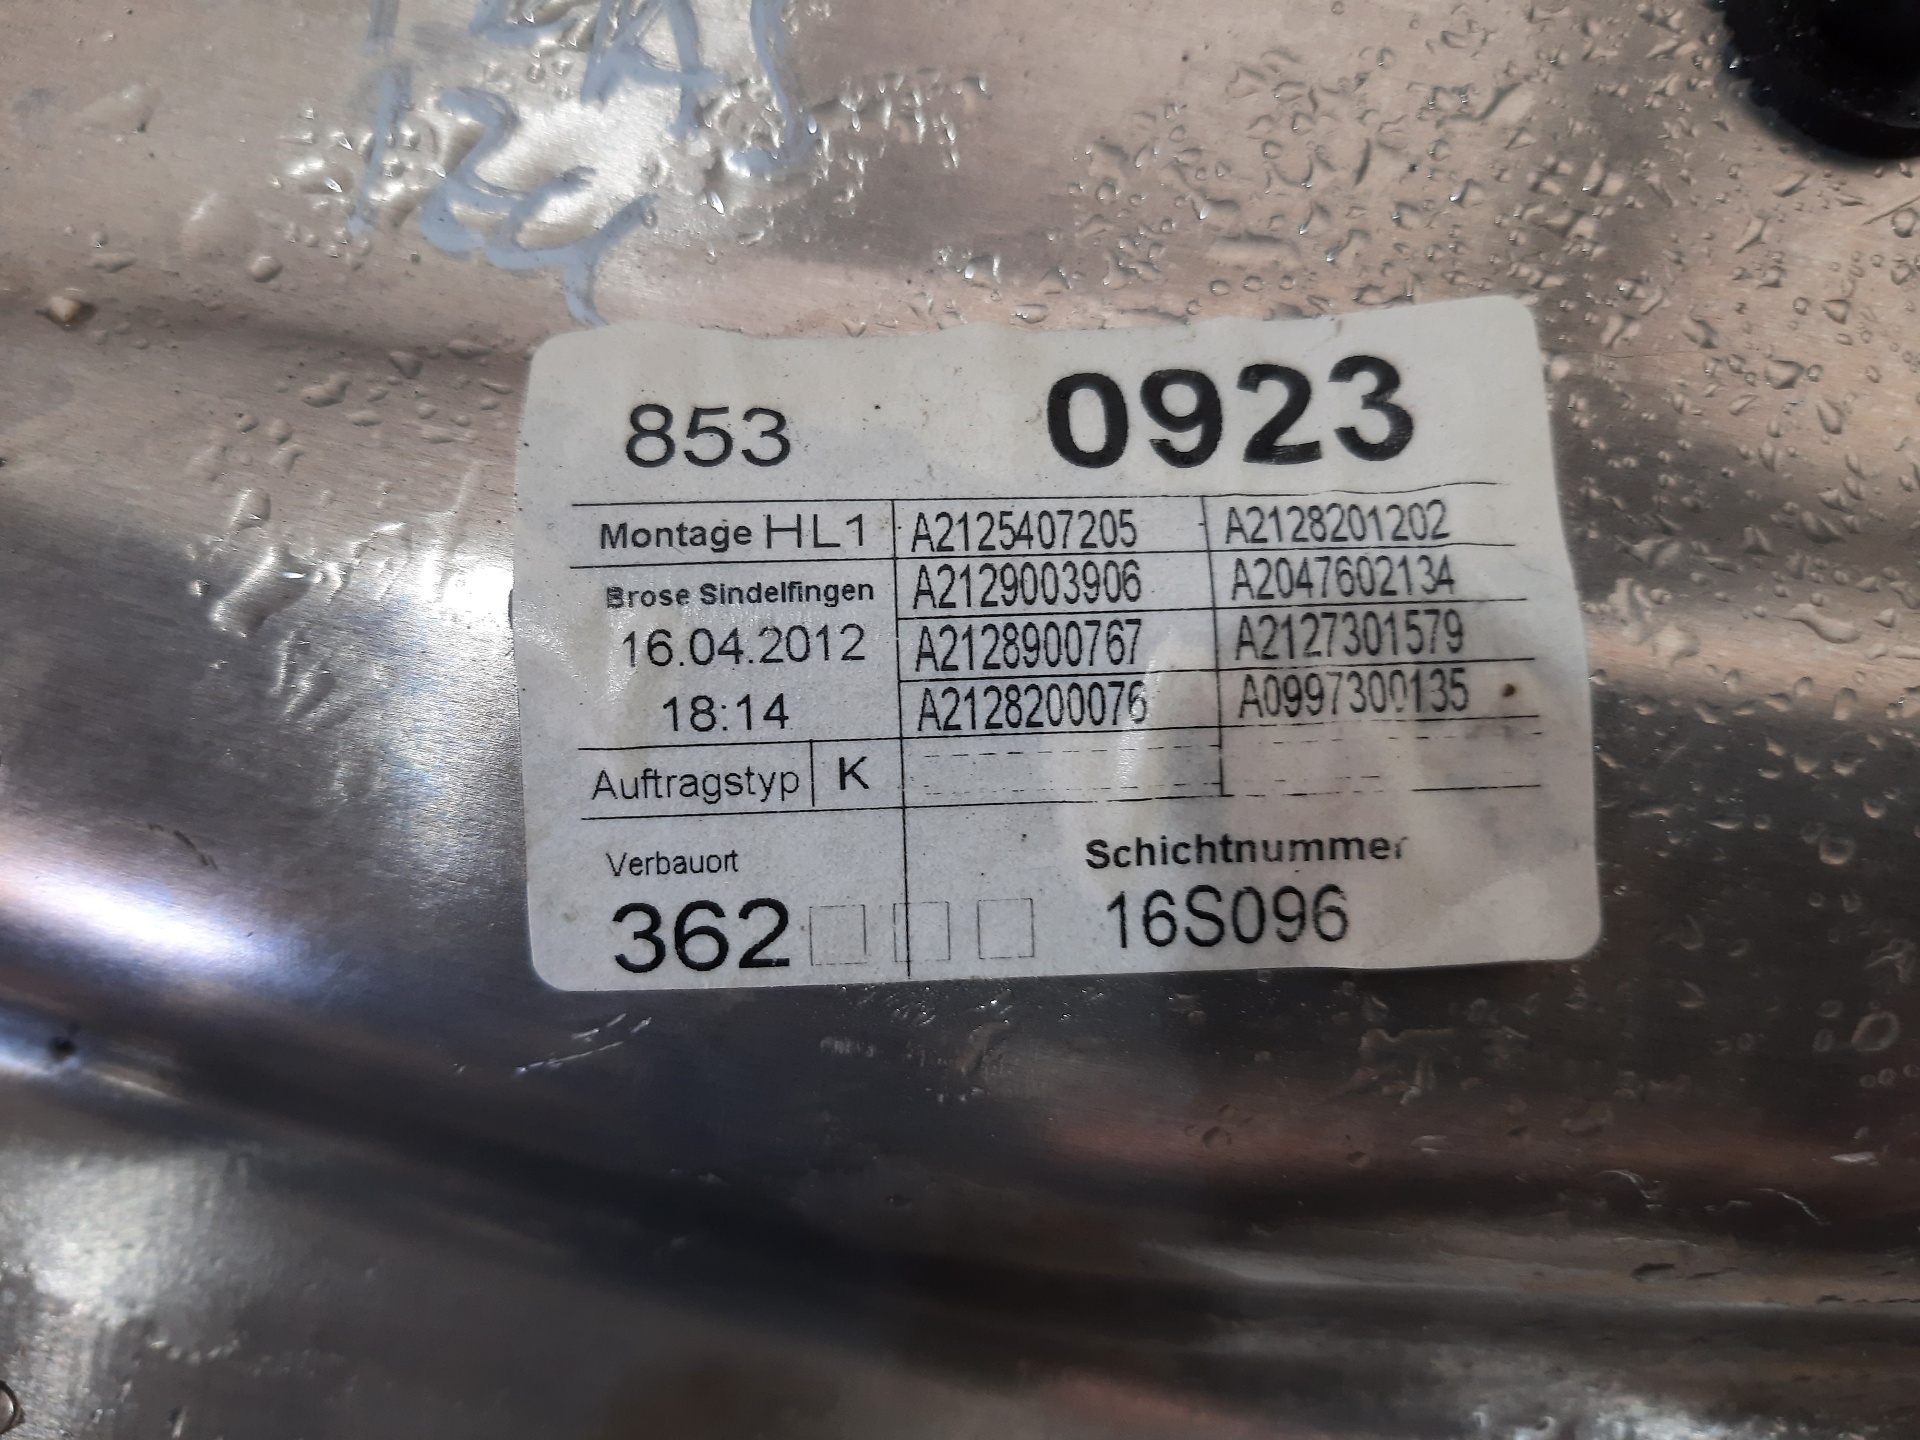 853 0923
Montage HL1 A2125407205 A2128201202
Brose Sindelfingen A2129003906 A2047602134
16.04.2012 A2128900767 A2127301579
18:14 A2128200076 A0997300135
Auftragstyp K
Verbauort Schichtnummer
362 16S096